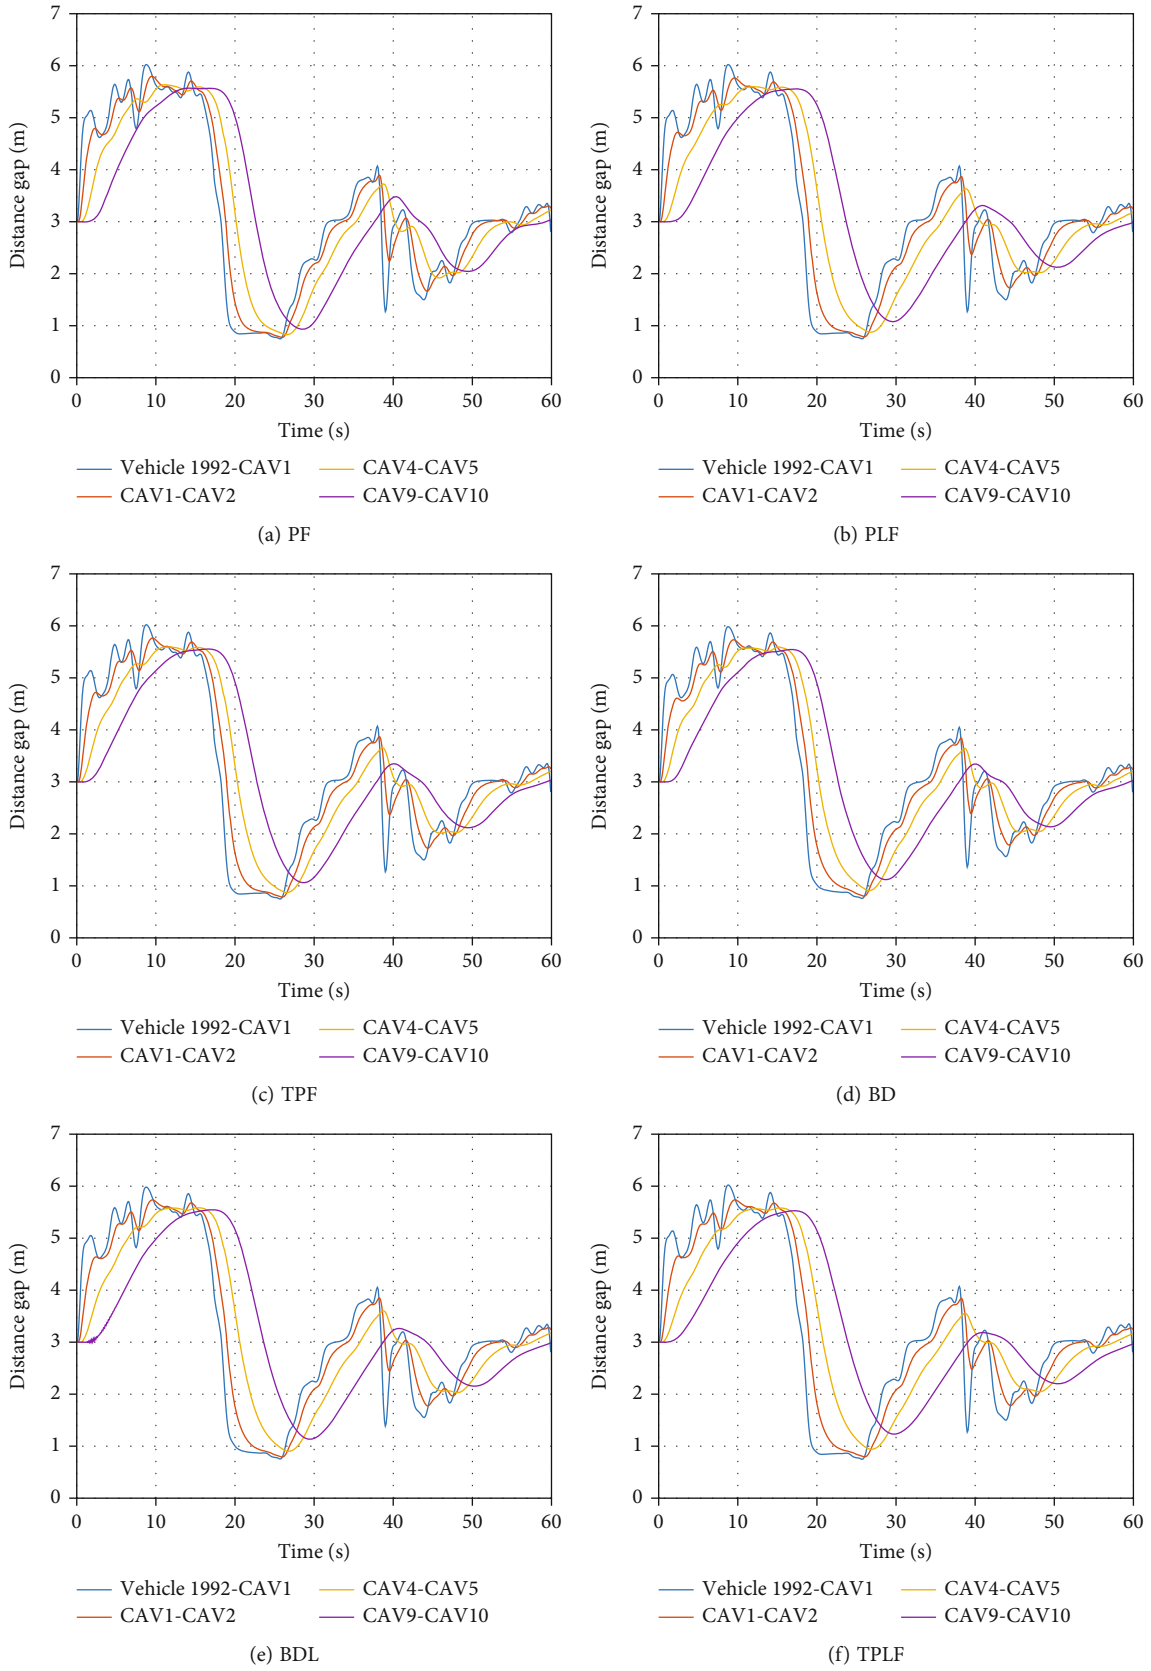 7
6
5
4
3
2
1
0
Distance gap (m)
0 10 20 30 40 50 60
Time (s)
Vehicle 1992-CAV1 CAV4-CAV5
CAV1-CAV2 CAV9-CAV10
(a) PF
7
6
5
4
3
2
1
0
Distance gap (m)
0 10 20 30 40 50 60
Time (s)
Vehicle 1992-CAV1 CAV4-CAV5
CAV1-CAV2 CAV9-CAV10
(b) PLF
7
6
5
4
3
2
1
0
Distance gap (m)
0 10 20 30 40 50 60
Time (s)
Vehicle 1992-CAV1 CAV4-CAV5
CAV1-CAV2 CAV9-CAV10
(c) TPF
7
6
5
4
3
2
1
0
Distance gap (m)
0 10 20 30 40 50 60
Time (s)
Vehicle 1992-CAV1 CAV4-CAV5
CAV1-CAV2 CAV9-CAV10
(d) BD
7
6
5
4
3
2
1
0
Distance gap (m)
0 10 20 30 40 50 60
Time (s)
Vehicle 1992-CAV1 CAV4-CAV5
CAV1-CAV2 CAV9-CAV10
(e) BDL
7
6
5
4
3
2
1
0
Distance gap (m)
0 10 20 30 40 50 60
Time (s)
Vehicle 1992-CAV1 CAV4-CAV5
CAV1-CAV2 CAV9-CAV10
(f) TPLF